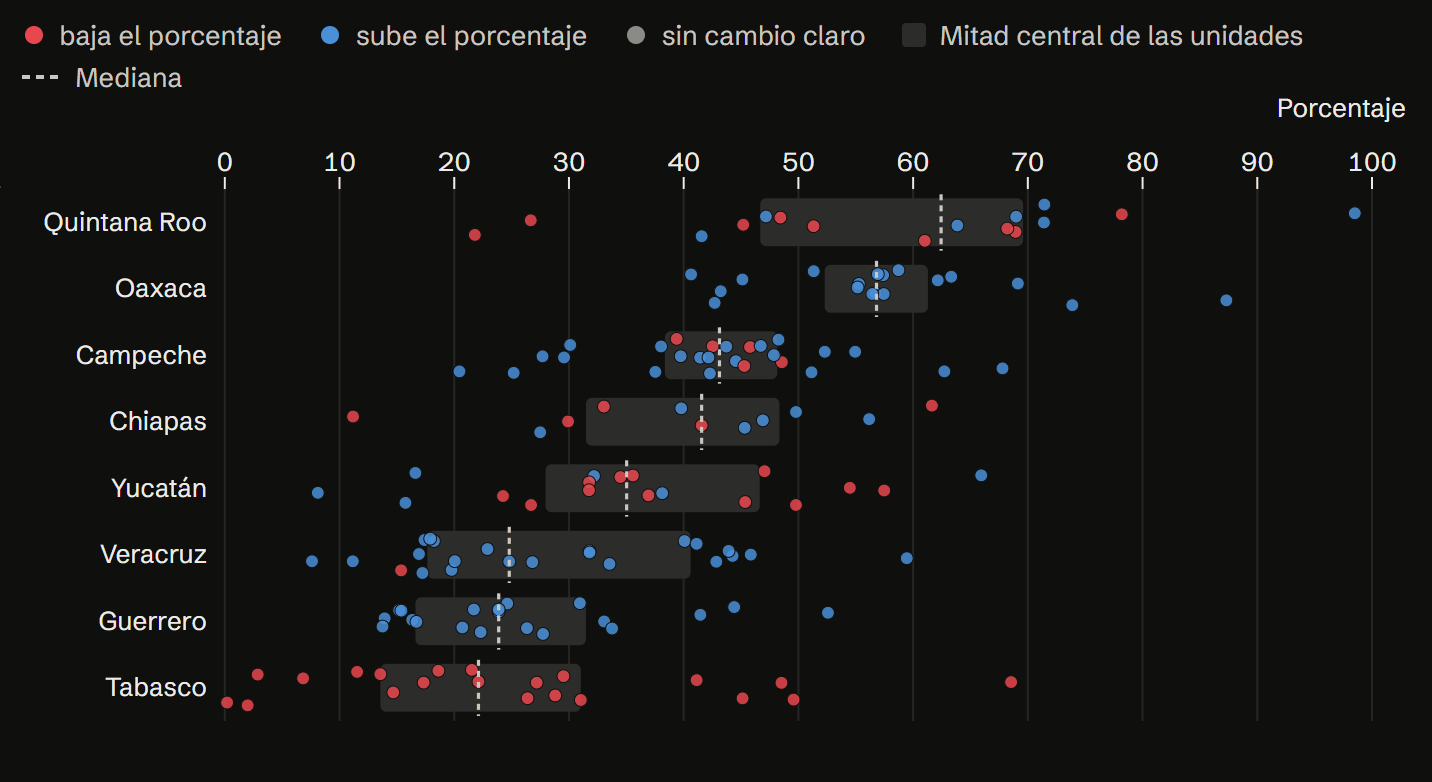 baja el porcentaje sube el porcentaje sin cambio claro Mitad central de las unidades
Mediana
Porcentaje
0 10 20 30 40 50 60 70 80 90 100
Quintana Roo
Oaxaca
Campeche
Chiapas
Yucatán
Veracruz
Guerrero
Tabasco